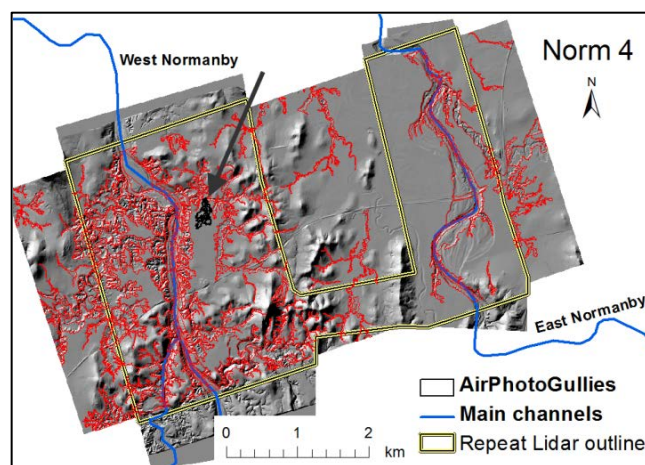 West Normanby
Norm 4
N
East Normanby
AirPhotoGullies
Main channels
Repeat Lidar outline
0 1 2
km